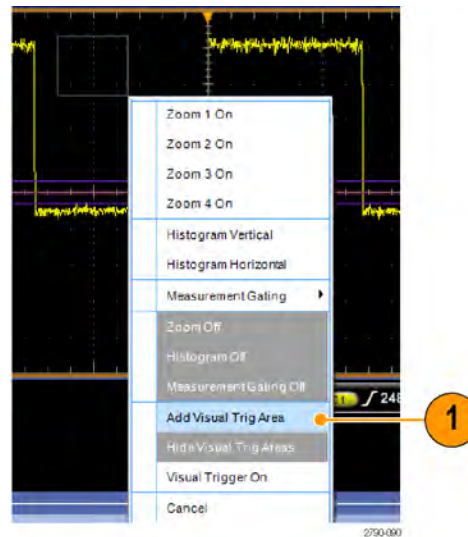 Zoom 1 On
Zoom 2 On
Zoom 3 On
Zoom 4 On
Histogram Vertical
Histogram Horizontal
Measurement Gating
Zoom Off
Histogram Off
Measurement Gating Off
Add Visual Trig Area
Hide Visual Trig Areas
Visual Trigger On
Cancel
248
1
2790-090